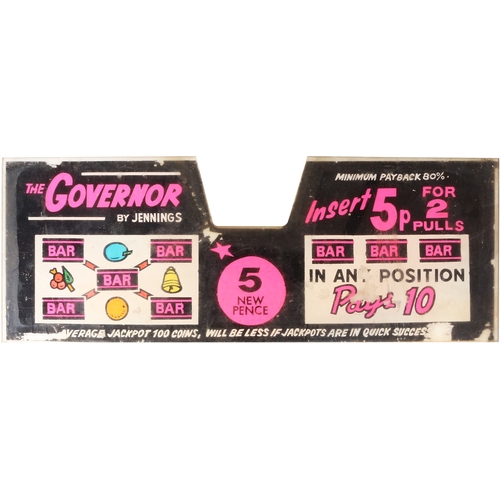 THE GOVERNOR
BY JENNINGS
BAR BAR
BAR
BAR BAR
5
NEW
PENCE
MINIMUM PAYBACK 80%.
Insert 5p FOR 2 PULLS
BAR BAR BAR
IN ANY POSITION
Pays 10
AVERAGE JACKPOT 100 COINS, WILL BE LESS IF JACKPOTS ARE IN QUICK SUCCESS